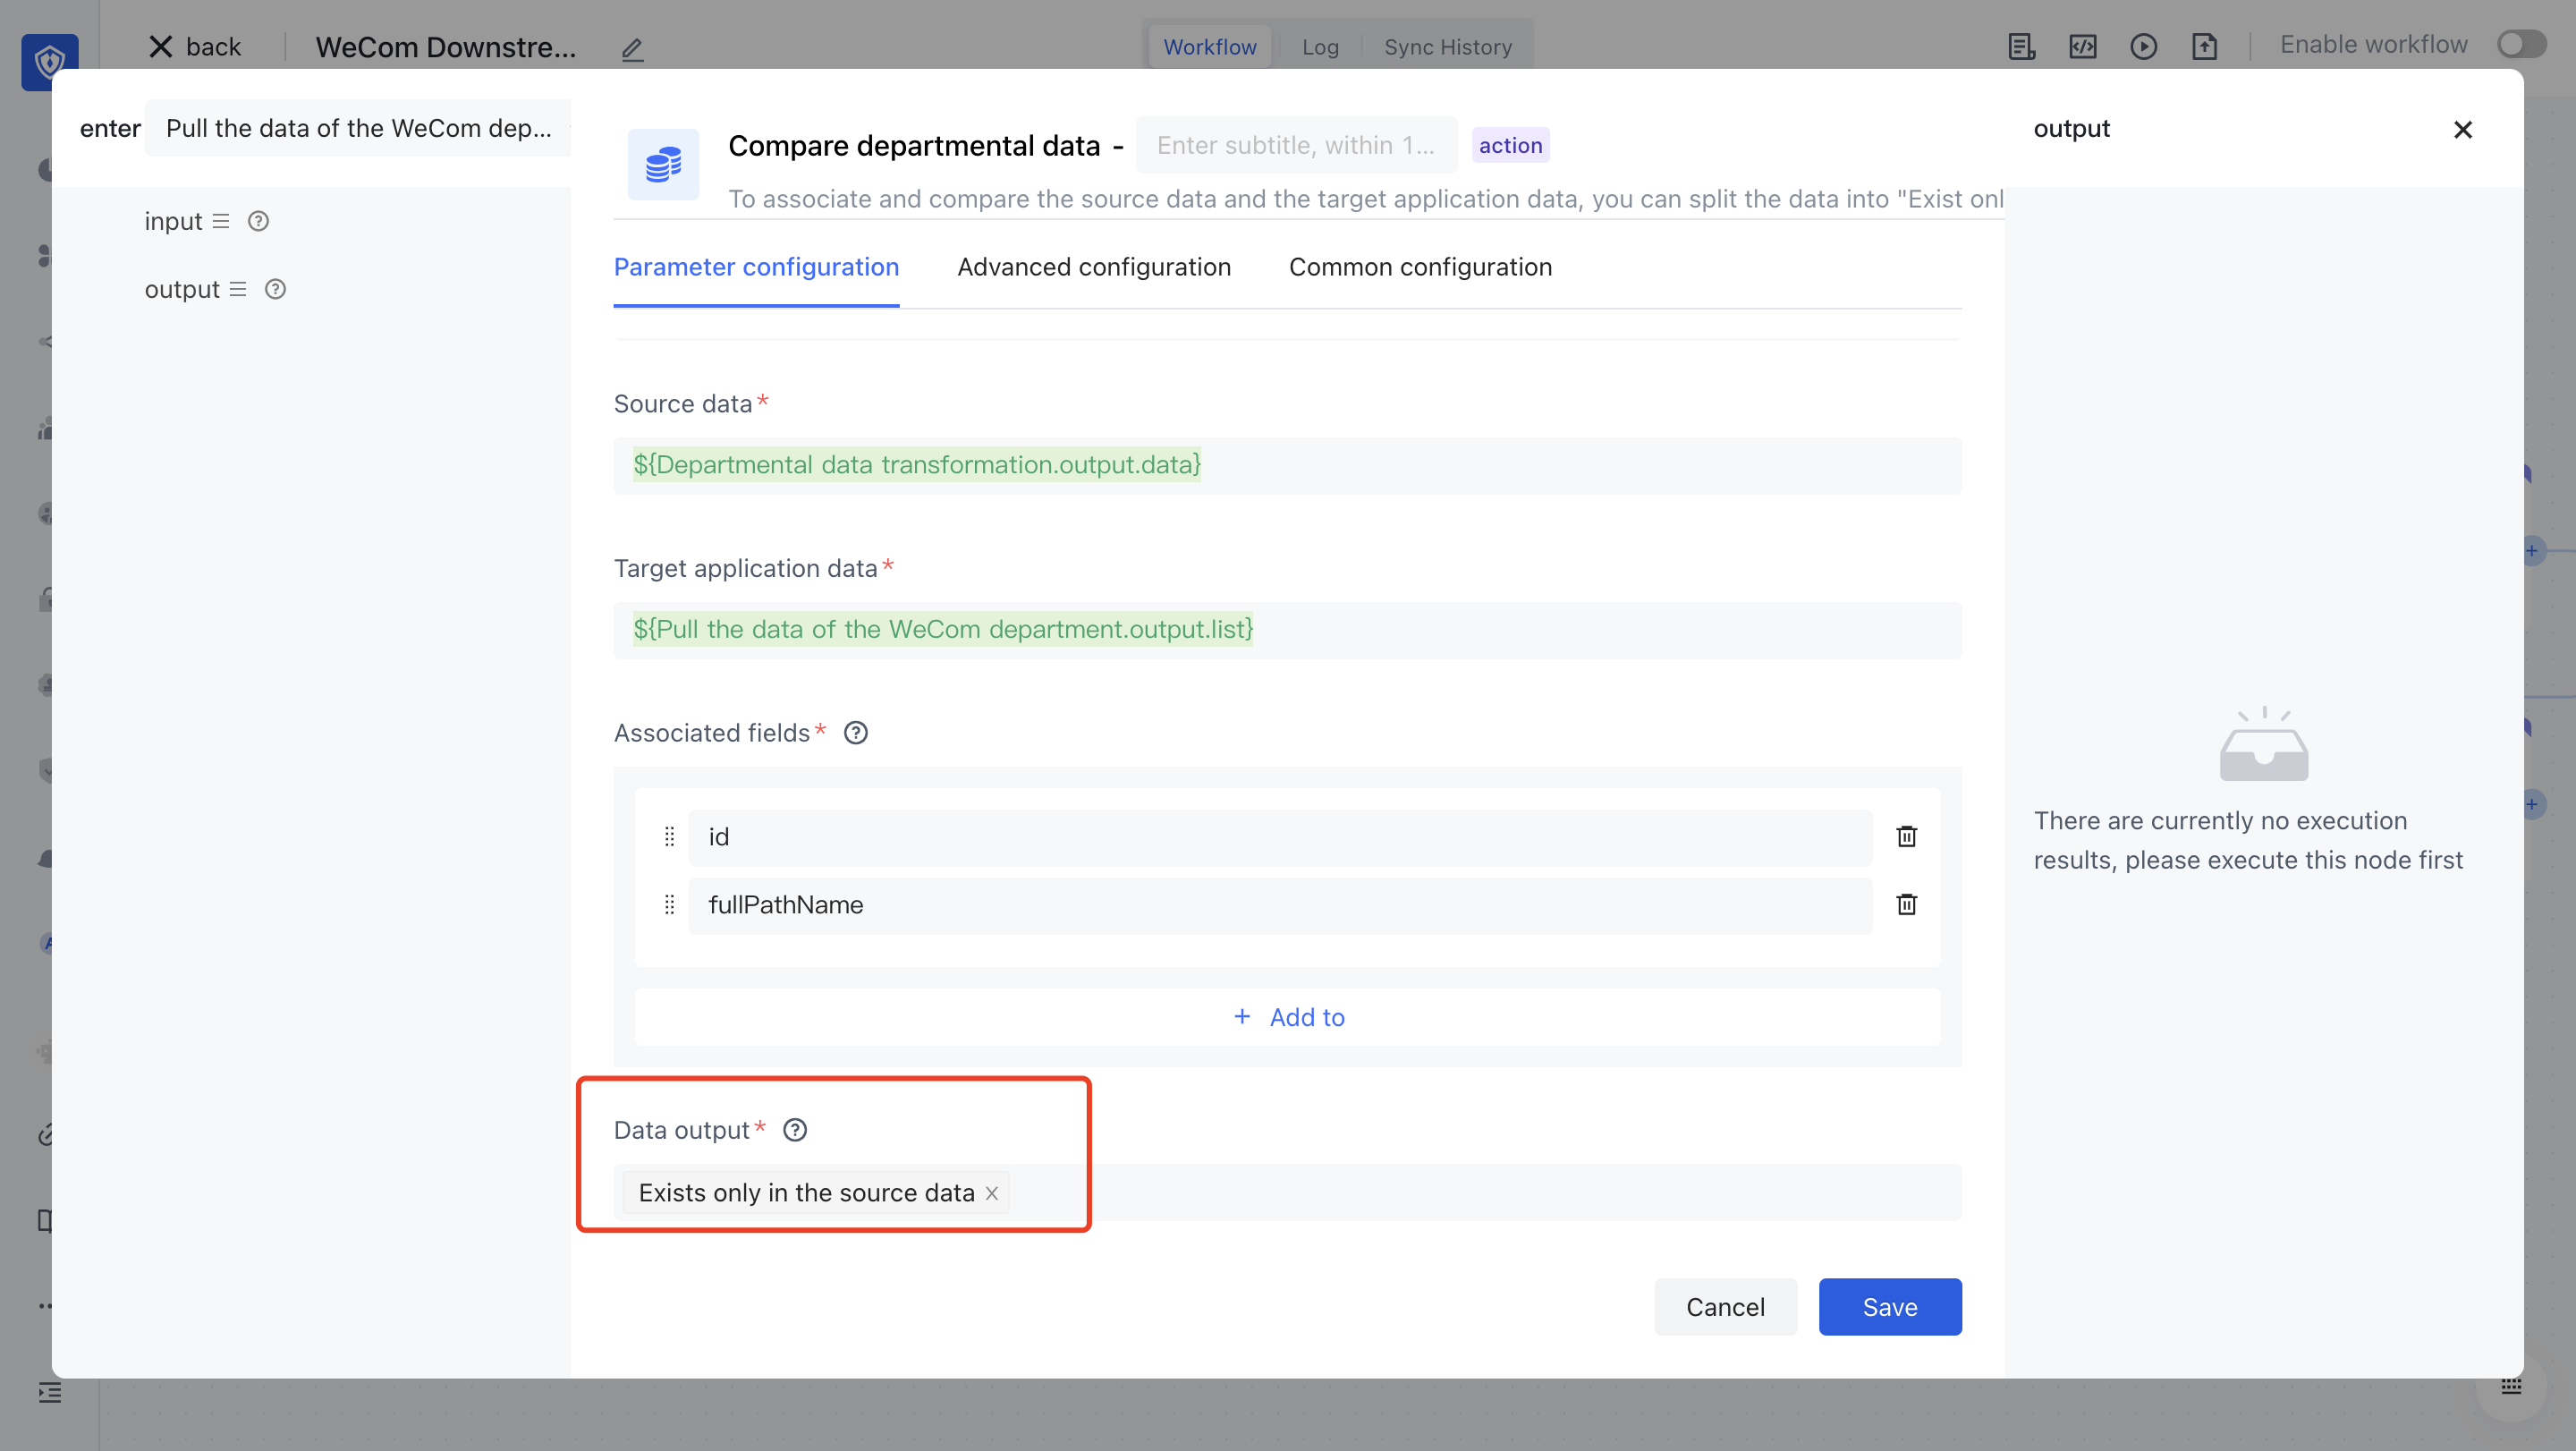 back
WeCom Downstre...
Workflow
Log
Sync History
Enable workflow
enter
Pull the data of the WeCom dep...
input
output
Compare departmental data -
Enter subtitle, within 1...
action
To associate and compare the source data and the target application data, you can split the data into "Exist onl
Parameter configuration
Advanced configuration
Common configuration
Source data*
${Departmental data transformation.output.data}
Target application data*
${Pull the data of the WeCom department.output.list}
Associated fields*
id
fullPathName
+ Add to
Data output*
Exists only in the source data
Cancel
Save
output
There are currently no execution
results, please execute this node first